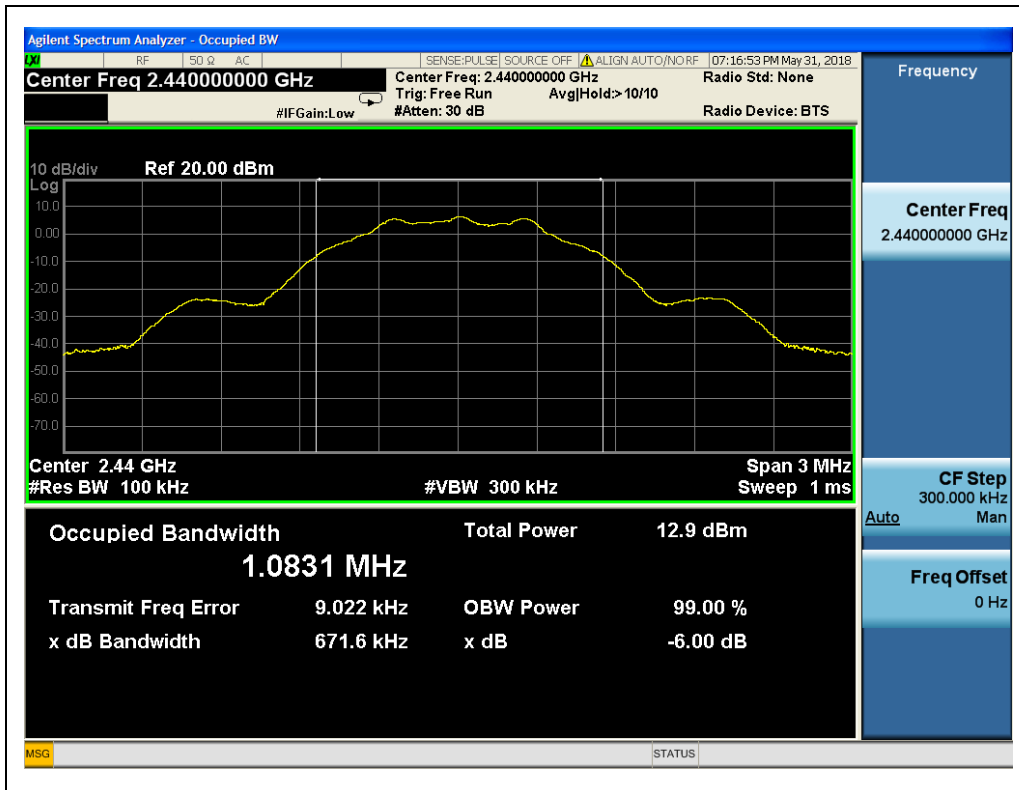 Agilent Spectrum Analyzer - Occupied BW
LXI RF 50 Ω AC SENSE:PULSE SOURCE OFF ALIGN AUTO/NO RF 07:16:53 PM May 31, 2018
Center Freq 2.440000000 GHz
Center Freq: 2.440000000 GHz
Radio Std: None
Trig: Free Run Avg|Hold:> 10/10
#IFGain:Low
#Atten: 30 dB
Radio Device: BTS
10 dB/div Ref 20.00 dBm
Log
10.0
0.00
-10.0
-20.0
-30.0
-40.0
-50.0
-60.0
-70.0
Center 2.44 GHz Span 3 MHz
#Res BW 100 kHz #VBW 300 kHz Sweep 1 ms
Occupied Bandwidth Total Power 12.9 dBm
1.0831 MHz
Transmit Freq Error 9.022 kHz OBW Power 99.00 %
x dB Bandwidth 671.6 kHz x dB -6.00 dB
Frequency
Center Freq
2.440000000 GHz
CF Step
300.000 kHz
Auto Man
Freq Offset
0 Hz
MSG STATUS